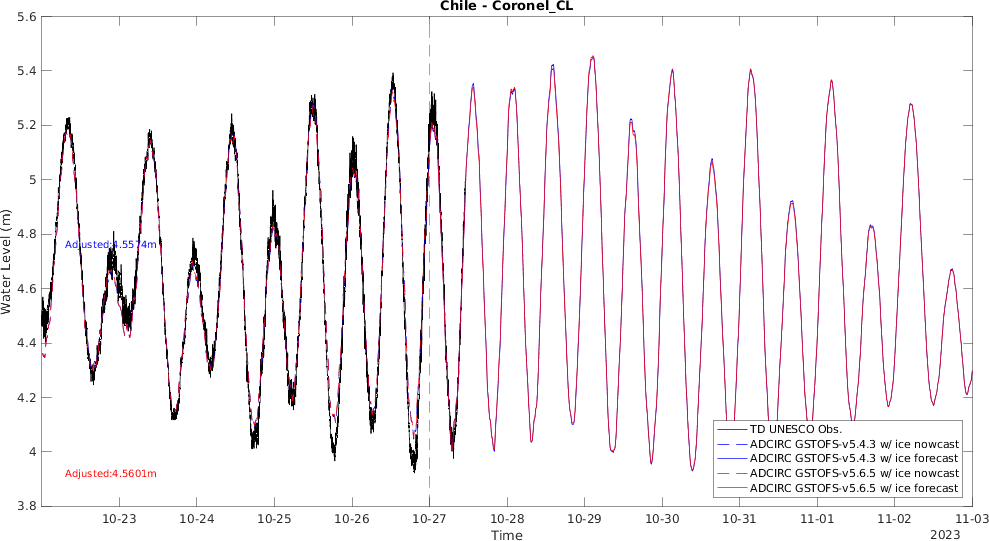 Chile - Coronel_CL
Water Level (m)
5.6
5.4
5.2
5
4.8
4.6
4.4
4.2
4
3.8
Adjusted:4.5574m
Adjusted:4.5601m
TD UNESCO Obs.
ADCIRC GSTOFS-v5.4.3 w/ ice nowcast
ADCIRC GSTOFS-v5.4.3 w/ ice forecast
ADCIRC GSTOFS-v5.6.5 w/ ice nowcast
ADCIRC GSTOFS-v5.6.5 w/ ice forecast
10-23 10-24 10-25 10-26 10-27 10-28 10-29 10-30 10-31 11-01 11-02 11-03
Time
2023